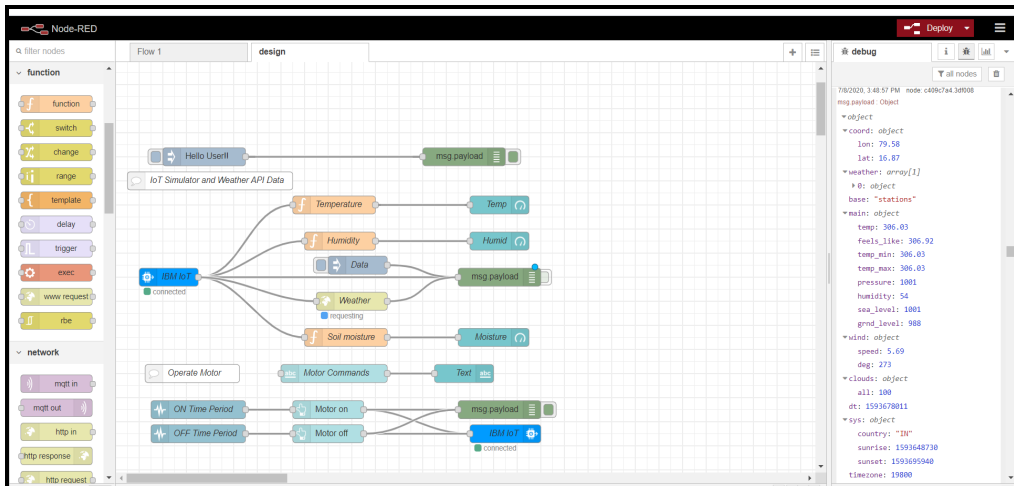 Node-RED
Deploy
filter nodes
Flow 1
design
debug
i
all nodes
function
function
switch
change
range
template
delay
trigger
exec
www request
rbe
network
mqtt in
mqtt out
http in
http response
http request
Hello User!!
msg.payload
IoT Simulator and Weather API Data
Temperature
Temp
Humidity
Humid
Data
IBM IoT
msg.payload
connected
Weather
requesting
Soil moisture
Moisture
Operate Motor
abc Motor Commands
Text abc
ON Time Period
Motor on
msg.payload
OFF Time Period
Motor off
IBM IoT
connected
7/8/2020, 3:48:57 PM node: c409c7a4.3df008
msg.payload : Object
object
coord: object
lon: 79.58
lat: 16.87
weather: array[1]
0: object
base: "stations"
main: object
temp: 306.03
feels_like: 306.92
temp_min: 306.03
temp_max: 306.03
pressure: 1001
humidity: 54
sea_level: 1001
grnd_level: 988
wind: object
speed: 5.69
deg: 273
clouds: object
all: 100
dt: 1593678011
sys: object
country: "IN"
sunrise: 1593648730
sunset: 1593695940
timezone: 19800